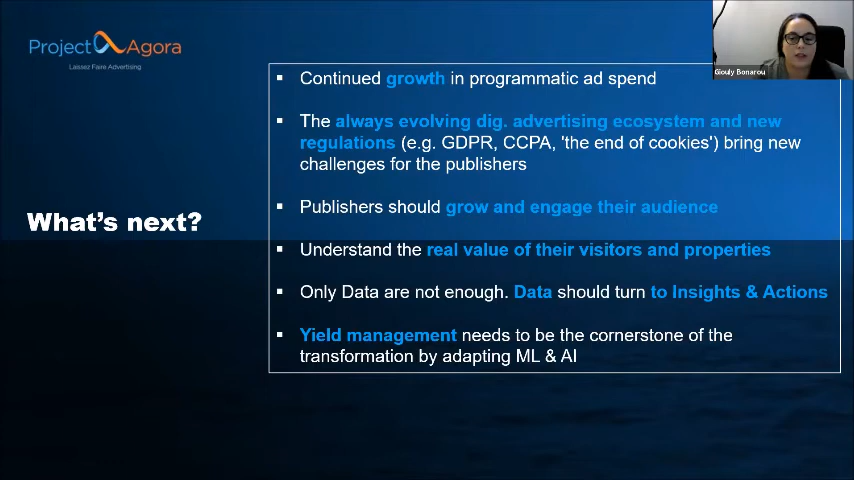 Project Agora
Laissez Faire Advertising
Giouly Bonarou
What's next?
▪ Continued growth in programmatic ad spend
▪ The always evolving dig. advertising ecosystem and new
regulations (e.g. GDPR, CCPA, 'the end of cookies') bring new
challenges for the publishers
▪ Publishers should grow and engage their audience
▪ Understand the real value of their visitors and properties
▪ Only Data are not enough. Data should turn to Insights & Actions
▪ Yield management needs to be the cornerstone of the
transformation by adapting ML & AI